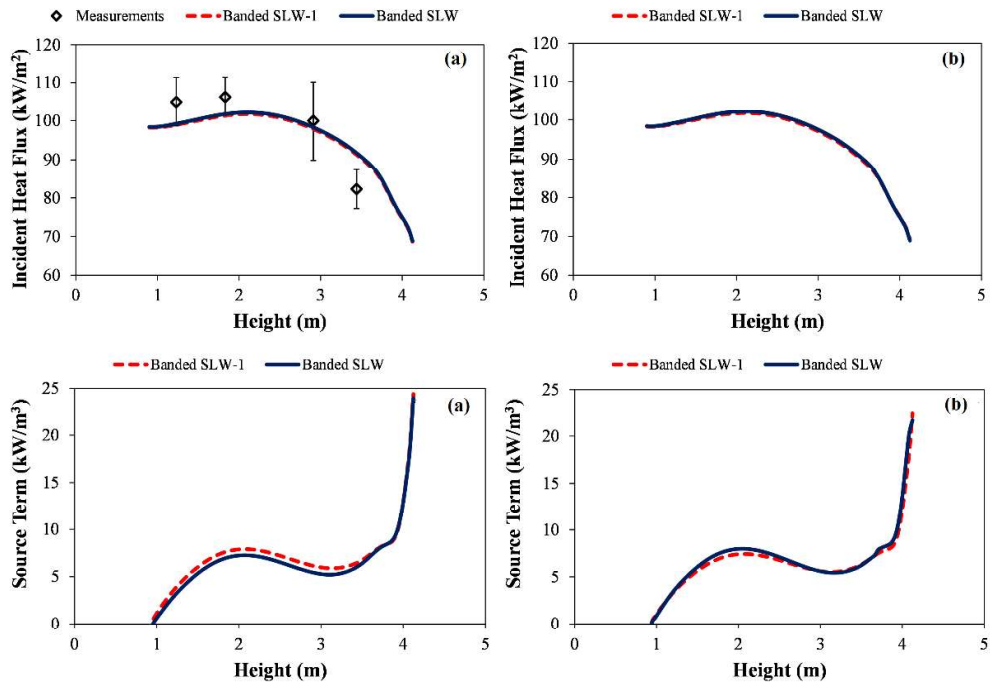 Measurements Banded SLW-1 Banded SLW
Banded SLW-1 Banded SLW
(a)
120
110
100
90
80
70
60
Incident Heat Flux (kW/m²)
0 1 2 3 4 5
Height (m)
(b)
120
110
100
90
80
70
60
Incident Heat Flux (kW/m²)
0 1 2 3 4 5
Height (m)
Banded SLW-1 Banded SLW
Banded SLW-1 Banded SLW
(a)
25
20
15
10
5
0
Source Term (kW/m³)
0 1 2 3 4 5
Height (m)
(b)
25
20
15
10
5
0
Source Term (kW/m³)
0 1 2 3 4 5
Height (m)